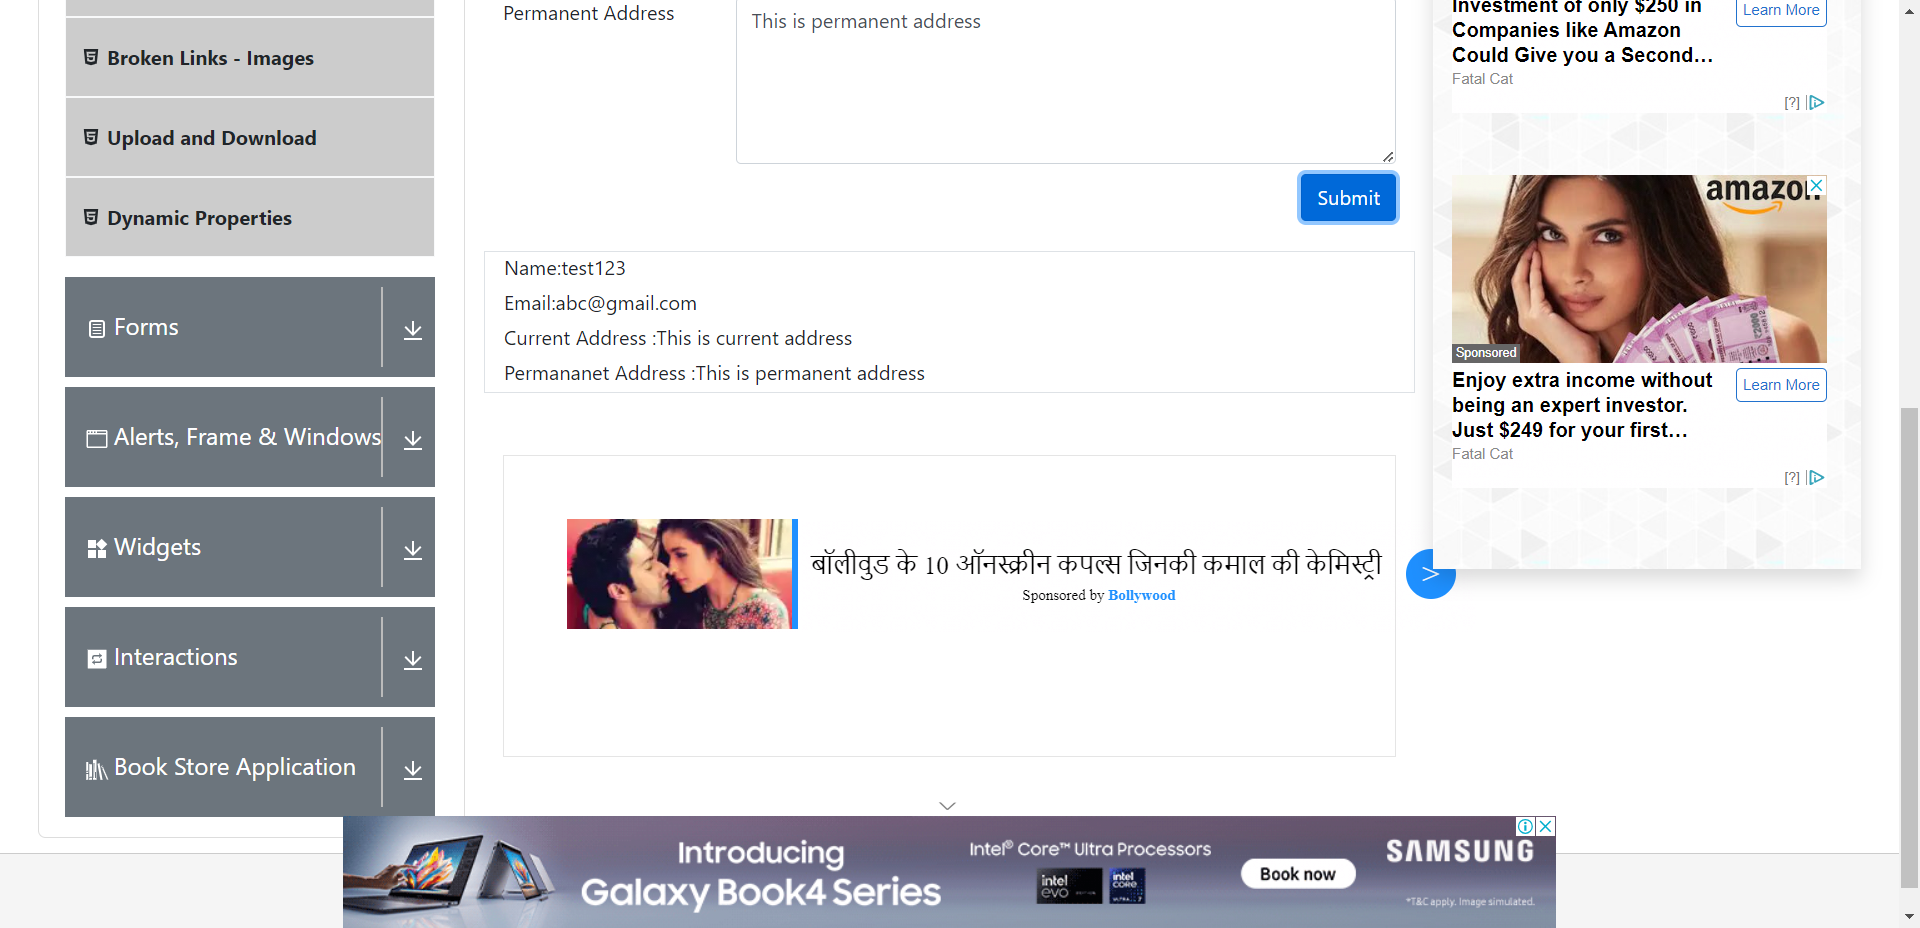 Broken Links - Images
Upload and Download
Dynamic Properties
Forms
Alerts, Frame & Windows
Widgets
Interactions
Book Store Application
Permanent Address
This is permanent address
Submit
Name:test123
Email:abc@gmail.com
Current Address :This is current address
Permananet Address :This is permanent address
बॉलीवुड के 10 ऑनस्क्रीन कपल्स जिनकी कमाल की केमिस्ट्री
Sponsored by Bollywood
>
Investment of only $250 in
Companies like Amazon
Could Give you a Second...
Learn More
Fatal Cat
[?]
amazon
Sponsored
Enjoy extra income without
being an expert investor.
Just $249 for your first...
Learn More
Fatal Cat
[?]
Introducing
Galaxy Book4 Series
Intel® Core™ Ultra Processors
intel evo
intel CORE ULTRA 7
Book now
SAMSUNG
*T&C apply. Image simulated.